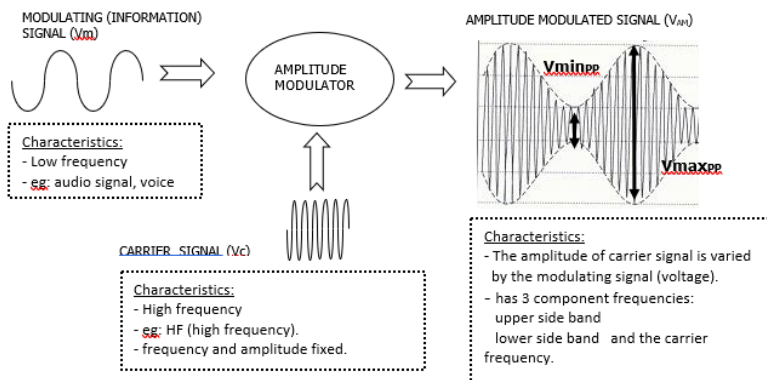 MODULATING (INFORMATION)
SIGNAL (Vm)
AMPLITUDE
MODULATOR
AMPLITUDE MODULATED SIGNAL (VAM)
VminPP
VmaxPP
Characteristics:
- Low frequency
- eg: audio signal, voice
CARRIER SIGNAL (Vc)
Characteristics:
- High frequency
- eg: HF (high frequency).
- frequency and amplitude fixed.
Characteristics:
- The amplitude of carrier signal is varied
by the modulating signal (voltage).
- has 3 component frequencies:
upper side band
lower side band and the carrier
frequency.